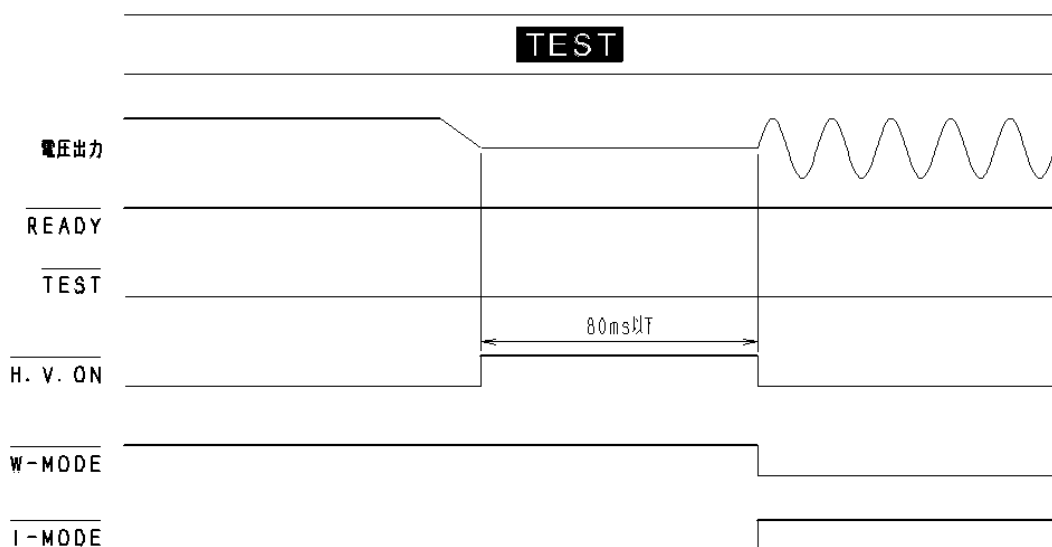 TEST
電圧出力
READY
TEST
80ms以下
H. V. ON
W-MODE
I-MODE